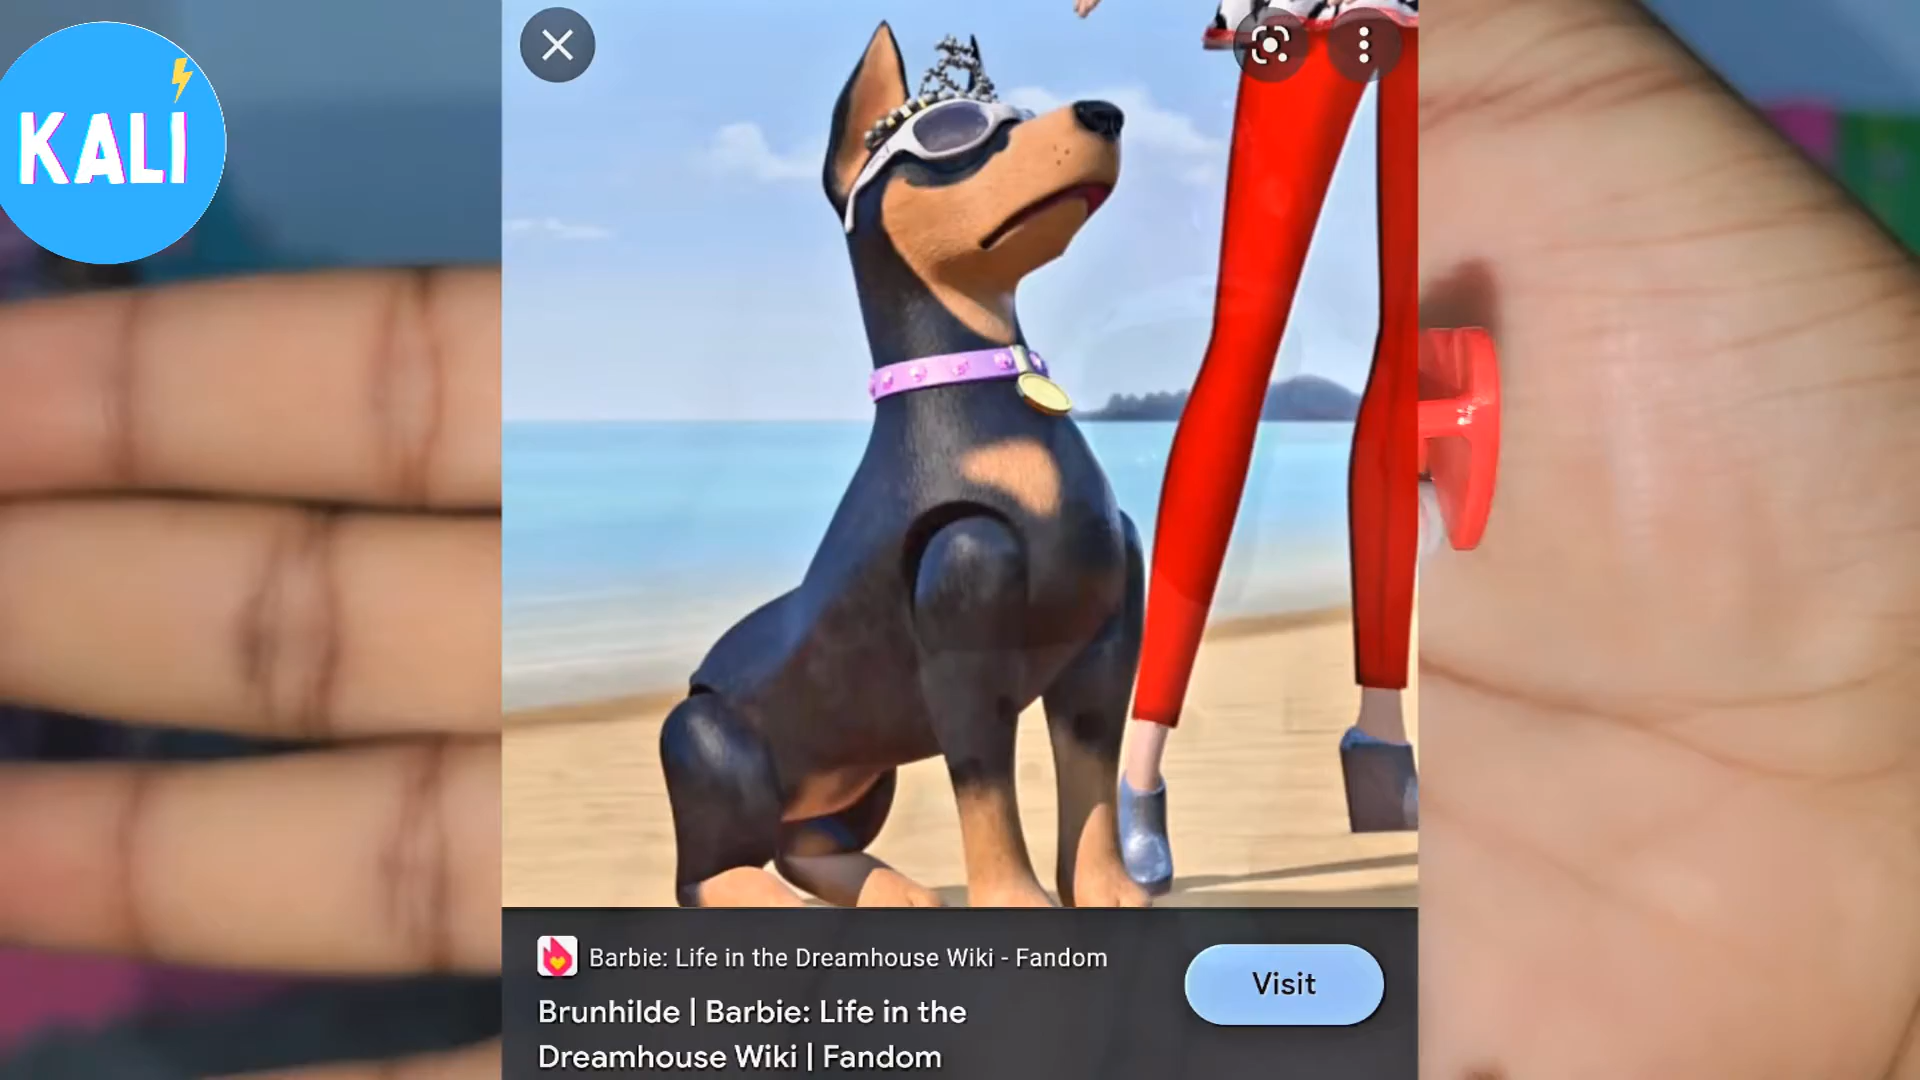 KALI
Barbie: Life in the Dreamhouse Wiki - Fandom
Visit
Brunhilde | Barbie: Life in the
Dreamhouse Wiki | Fandom